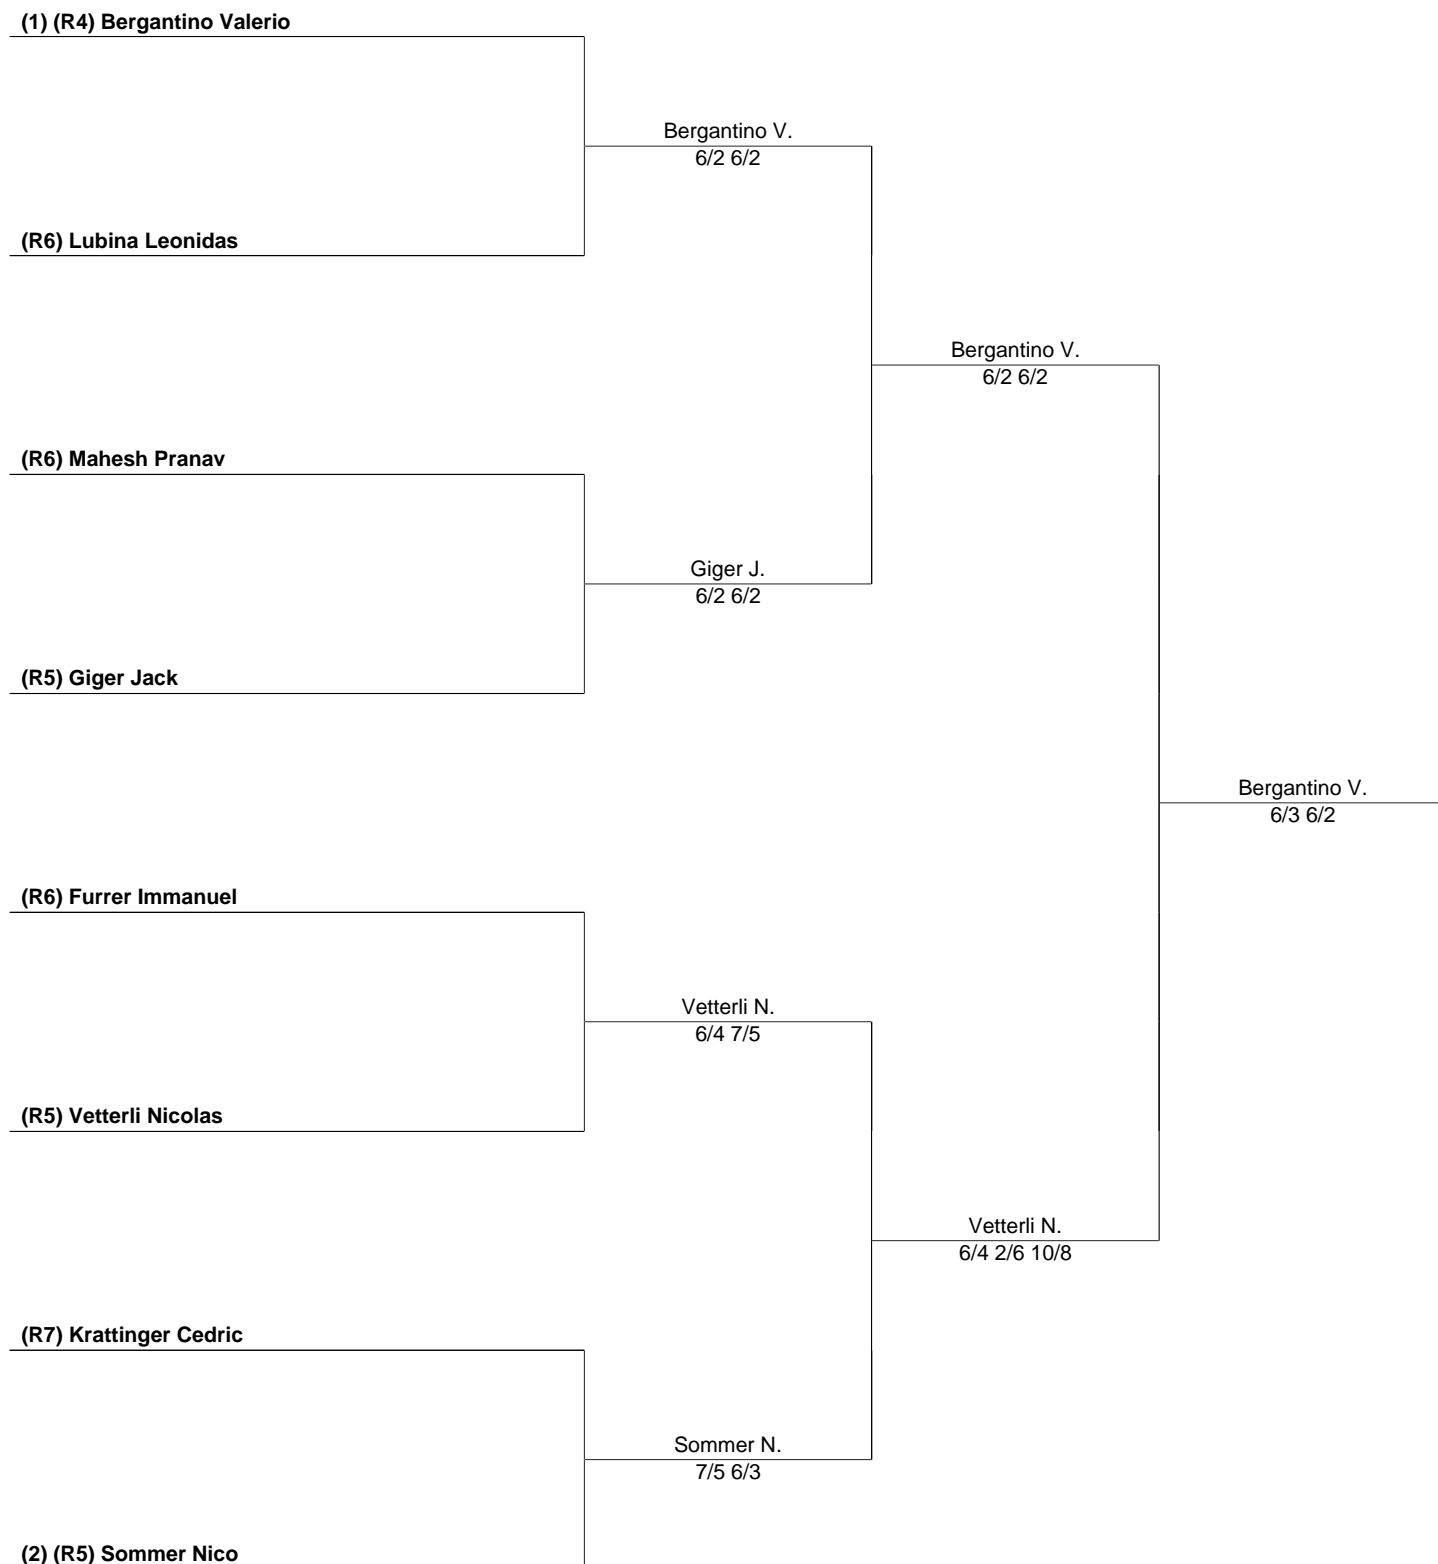 (1) (R4) Bergantino Valerio
Bergantino V.
6/2 6/2
(R6) Lubina Leonidas
Bergantino V.
6/2 6/2
(R6) Mahesh Pranav
Giger J.
6/2 6/2
(R5) Giger Jack
Bergantino V.
6/3 6/2
(R6) Furrer Immanuel
Vetterli N.
6/4 7/5
(R5) Vetterli Nicolas
Vetterli N.
6/4 2/6 10/8
(R7) Krattinger Cedric
Sommer N.
7/5 6/3
(2) (R5) Sommer Nico